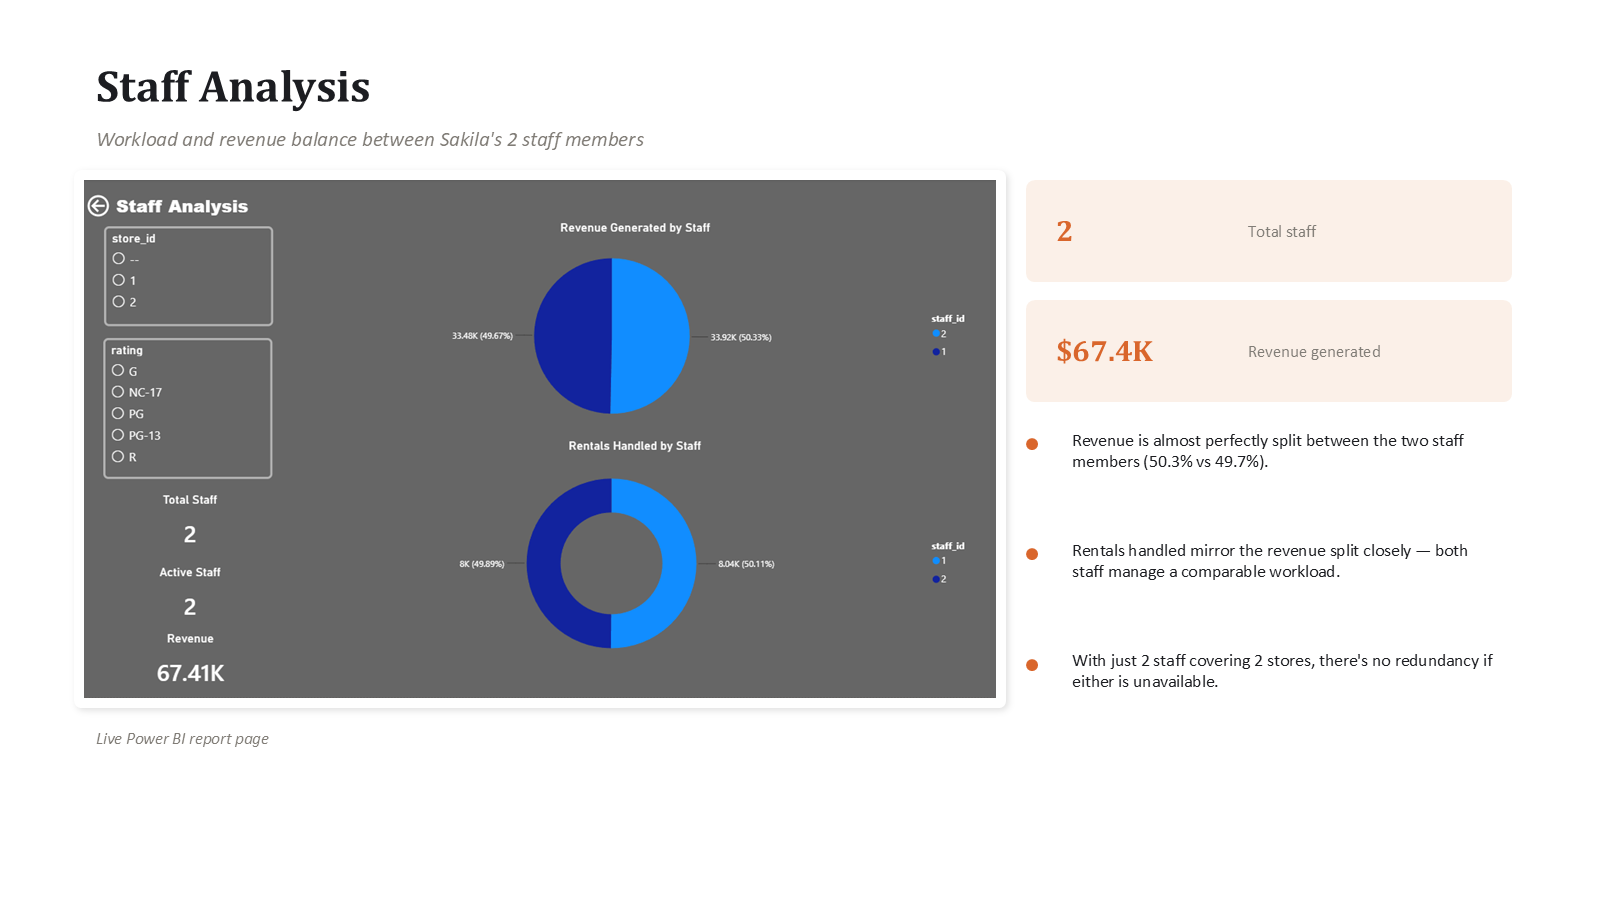 Staff Analysis
Workload and revenue balance between Sakila's 2 staff members
Staff Analysis
store_id
--
1
2
rating
G
NC-17
PG
PG-13
R
Total Staff
2
Active Staff
2
Revenue
67.41K
Revenue Generated by Staff
33.48K (49.67%)
33.92K (50.33%)
staff_id
2
1
Rentals Handled by Staff
8K (49.89%)
8.04K (50.11%)
staff_id
1
2
Live Power BI report page
2
Total staff
$67.4K
Revenue generated
Revenue is almost perfectly split between the two staff
members (50.3% vs 49.7%).
Rentals handled mirror the revenue split closely — both
staff manage a comparable workload.
With just 2 staff covering 2 stores, there's no redundancy if
either is unavailable.